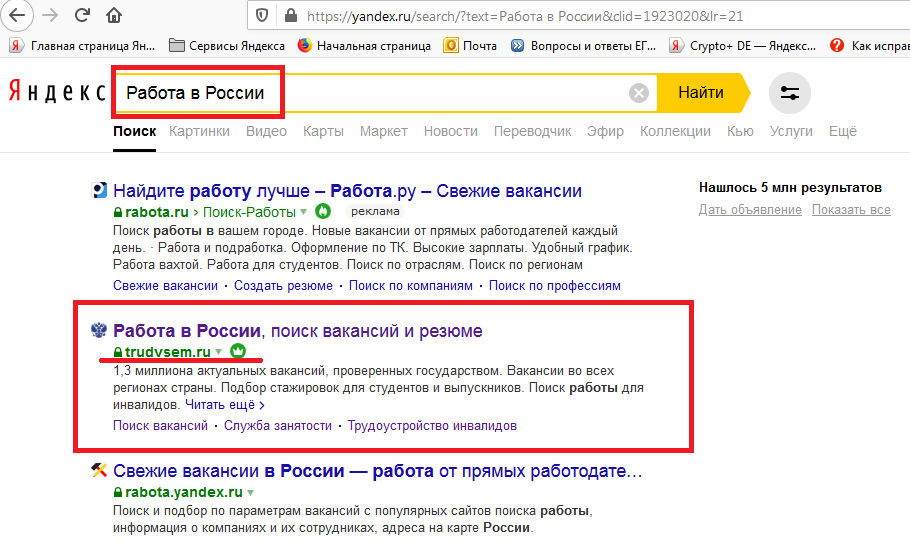 https://yandex.ru/search/?text=Работа в России&clid=1923020&lr=21
Главная страница Ян... Сервисы Яндекса Начальная страница Почта Вопросы и ответы ЕГ... Crypto+ DE — Яндекс... Как исправ
Яндекс Работа в России Найти
Поиск Картинки Видео Карты Маркет Новости Переводчик Эфир Коллекции Кью Услуги Ещё
Найдите работу лучше – Работа.ру – Свежие вакансии
rabota.ru › Поиск-Работы реклама
Поиск работы в вашем городе. Новые вакансии от прямых работодателей каждый
день. · Работа и подработка. Оформление по ТК. Высокие зарплаты. Удобный график.
Работа вахтой. Работа для студентов. Поиск по отраслям. Поиск по регионам
Свежие вакансии · Создать резюме · Поиск по компаниям · Поиск по профессиям
Нашлось 5 млн результатов
Дать объявление Показать все
Работа в России, поиск вакансий и резюме
trudvsem.ru
1,3 миллиона актуальных вакансий, проверенных государством. Вакансии во всех
регионах страны. Подбор стажировок для студентов и выпускников. Поиск работы для
инвалидов. Читать ещё ›
Поиск вакансий · Служба занятости · Трудоустройство инвалидов
Свежие вакансии в России — работа от прямых работодате...
rabota.yandex.ru
Поиск и подбор по параметрам вакансий с популярных сайтов поиска работы,
информация о компаниях и их сотрудниках, адреса на карте России.